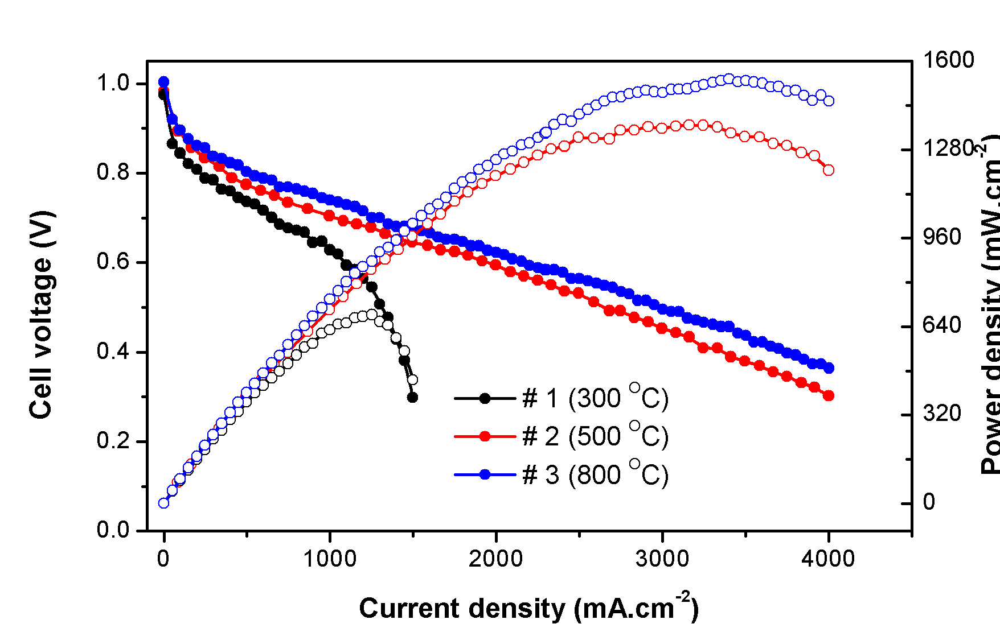 1600
1.0
1280
0.8
960
0.6
640
0.4
320
0.2
0
0.0
0 1000 2000 3000 4000
Cell voltage (V)
Power density (mW.cm-2)
# 1 (300 °C)
# 2 (500 °C)
# 3 (800 °C)
Current density (mA.cm-2)